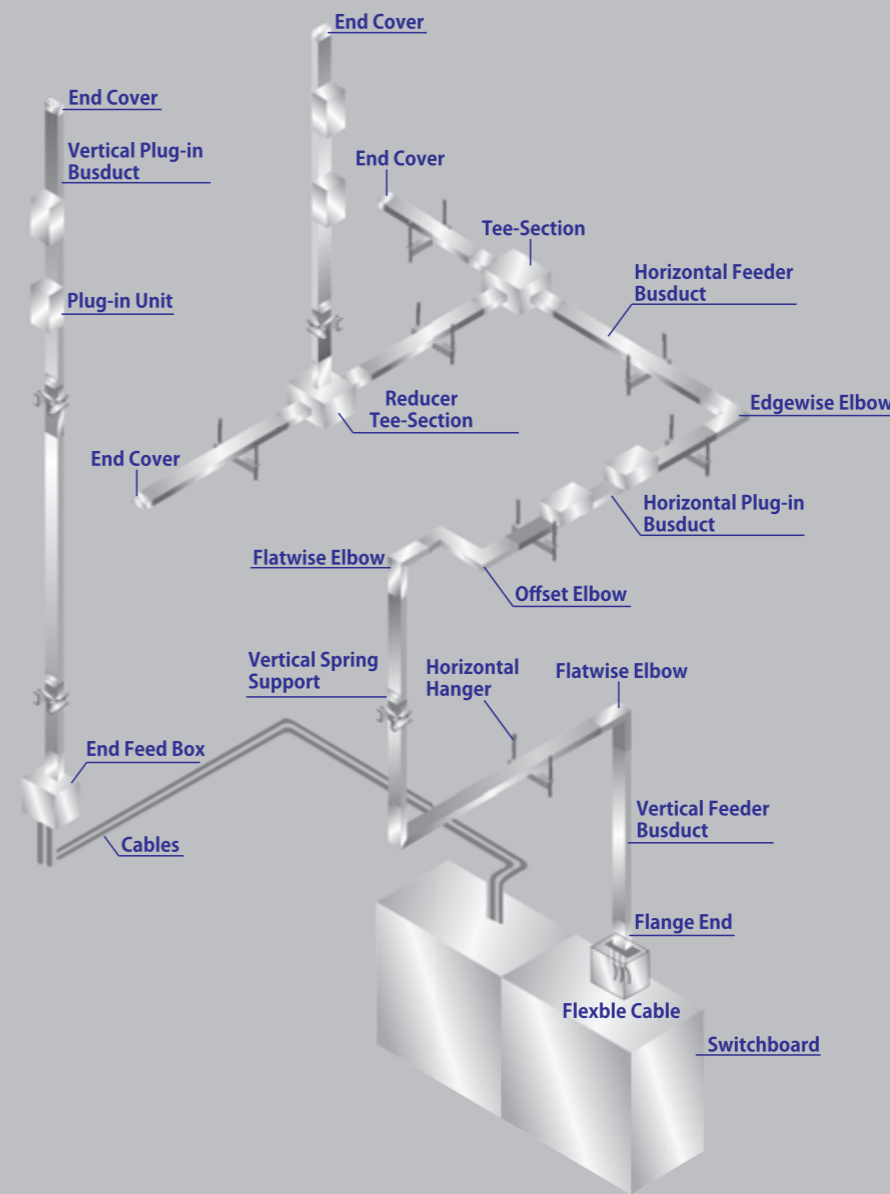 End Cover
End Cover
Vertical Plug-in
Busduct
End Cover
Tee-Section
Horizontal Feeder
Busduct
Plug-in Unit
Reducer
Tee-Section
Edgewise Elbow
End Cover
Horizontal Plug-in
Busduct
Flatwise Elbow
Offset Elbow
Vertical Spring
Support
Horizontal
Hanger
Flatwise Elbow
End Feed Box
Vertical Feeder
Busduct
Cables
Flange End
Flexble Cable
Switchboard